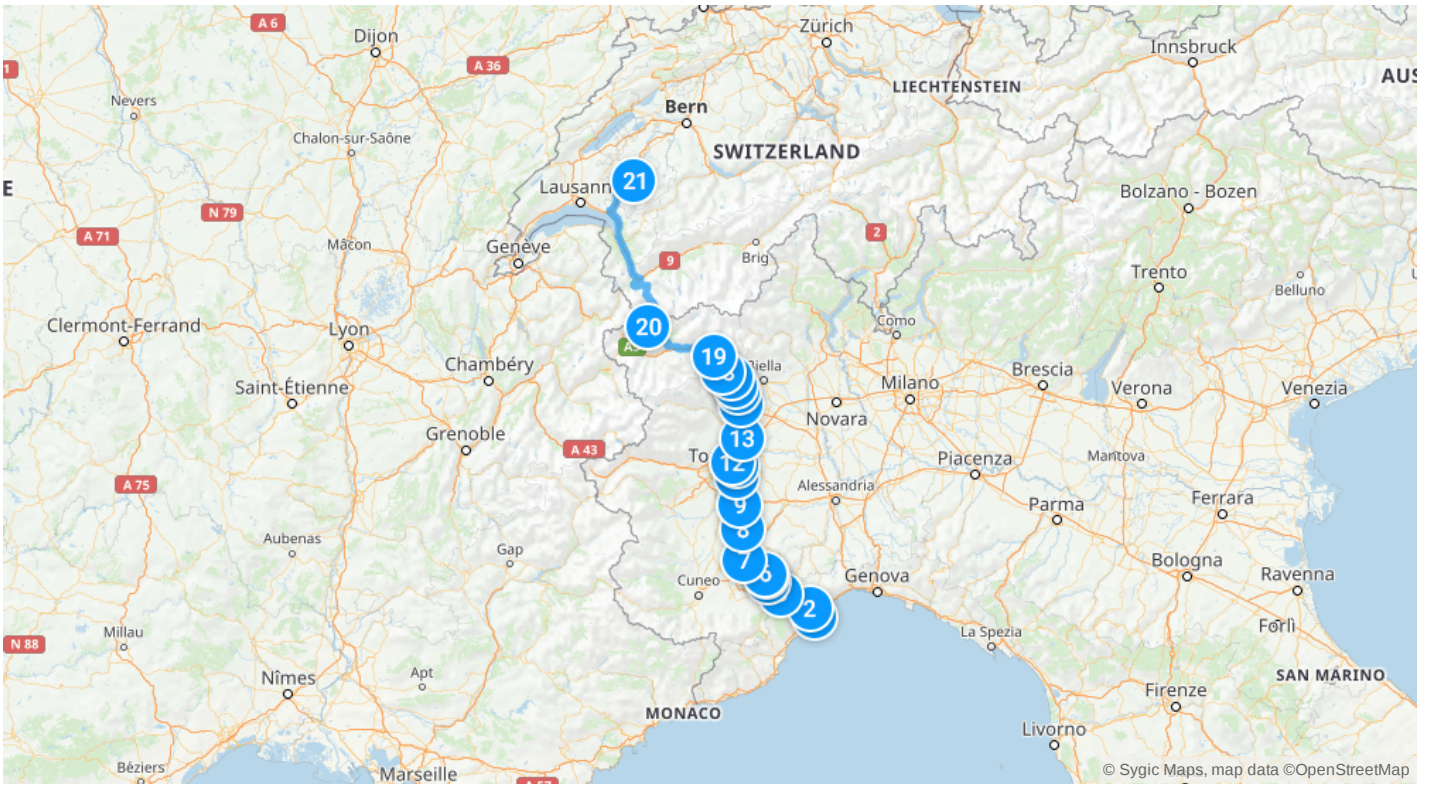 A 6
Dijon
A 36
Zürich
Innsbruck
LIECHTENSTEIN
AUS
1
Nevers
Bern
Chalon-sur-Saône
SWITZERLAND
E
Lausann
21
Bolzano - Bozen
N 79
A 71
Mâcon
Genève
2
9
Brig
Trento
Belluno
Clermont-Ferrand
Lyon
20
Como
19
Chambéry
Biella
Saint-Étienne
Milano
Brescia
Verona
Venezia
Novara
Grenoble
13
A 43
To
12
Piacenza
Mantova
A 75
Alessandria
Parma
Ferrara
9
8
Aubenas
Gap
7
6
Bologna
Ravenna
Cuneo
Genova
2
Millau
La Spezia
Forlì
N 88
Apt
Nîmes
SAN MARINO
Firenze
MONACO
Livorno
Béziers
Marseille
© Sygic Maps, map data ©OpenStreetMap